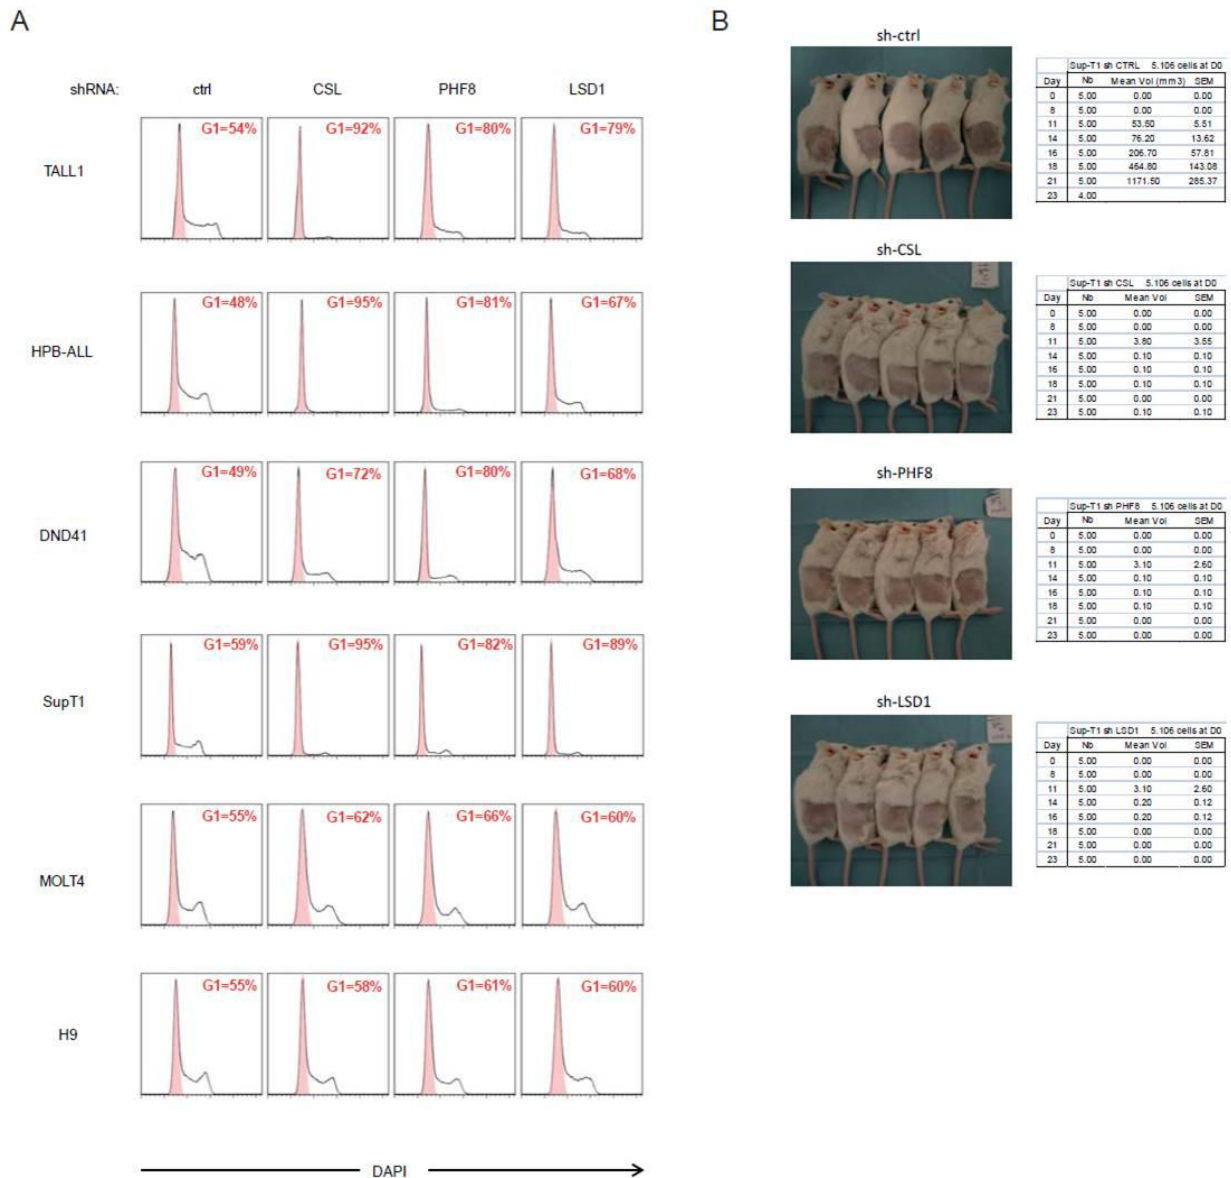 A
shRNA: ctrl CSL PHF8 LSD1
TALL1 G1=54% G1=92% G1=80% G1=79%
HPB-ALL G1=48% G1=95% G1=81% G1=67%
DND41 G1=49% G1=72% G1=80% G1=68%
SupT1 G1=59% G1=95% G1=82% G1=89%
MOLT4 G1=55% G1=62% G1=66% G1=60%
H9 G1=55% G1=58% G1=61% G1=60%
DAPI
B
sh-ctrl
Sup-T1 sh CTRL 5.106 cells at D0
Day Nb Mean Vol (mm3) SEM
0 5.00 0.00 0.00
8 5.00 0.00 0.00
11 5.00 53.50 5.51
14 5.00 76.20 13.62
16 5.00 206.70 57.81
18 5.00 464.80 143.08
21 5.00 1171.50 285.37
23 4.00
sh-CSL
Sup-T1 sh CSL 5.106 cells at D0
Day Nb Mean Vol SEM
0 5.00 0.00 0.00
8 5.00 0.00 0.00
11 5.00 3.80 3.55
14 5.00 0.10 0.10
16 5.00 0.10 0.10
18 5.00 0.10 0.10
21 5.00 0.00 0.00
23 5.00 0.10 0.10
sh-PHF8
Sup-T1 sh PHF8 5.106 cells at D0
Day Nb Mean Vol SEM
0 5.00 0.00 0.00
8 5.00 0.00 0.00
11 5.00 3.10 2.60
14 5.00 0.10 0.10
16 5.00 0.10 0.10
18 5.00 0.10 0.10
21 5.00 0.00 0.00
23 5.00 0.00 0.00
sh-LSD1
Sup-T1 sh LSD1 5.106 cells at D0
Day Nb Mean Vol SEM
0 5.00 0.00 0.00
8 5.00 0.00 0.00
11 5.00 3.10 2.60
14 5.00 0.20 0.12
16 5.00 0.20 0.12
18 5.00 0.00 0.00
21 5.00 0.00 0.00
23 5.00 0.00 0.00